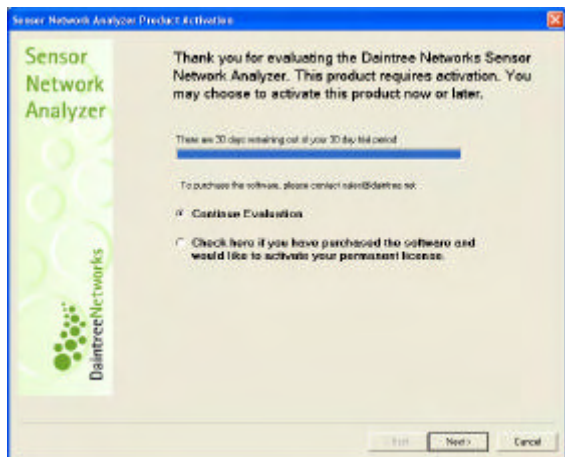 Sensor Network Analyzer Product Activation
Sensor
Network
Analyzer
Thank you for evaluating the Daintree Networks Sensor
Network Analyzer. This product requires activation. You
may choose to activate this product now or later.
There are 30 days remaining out of your 30 day trial period
To purchase the software, please contact sales@daintree.net
Continue Evaluation
Check here if you have purchased the software and
would like to activate your permanent license.
DaintreeNetworks
Next >
Cancel